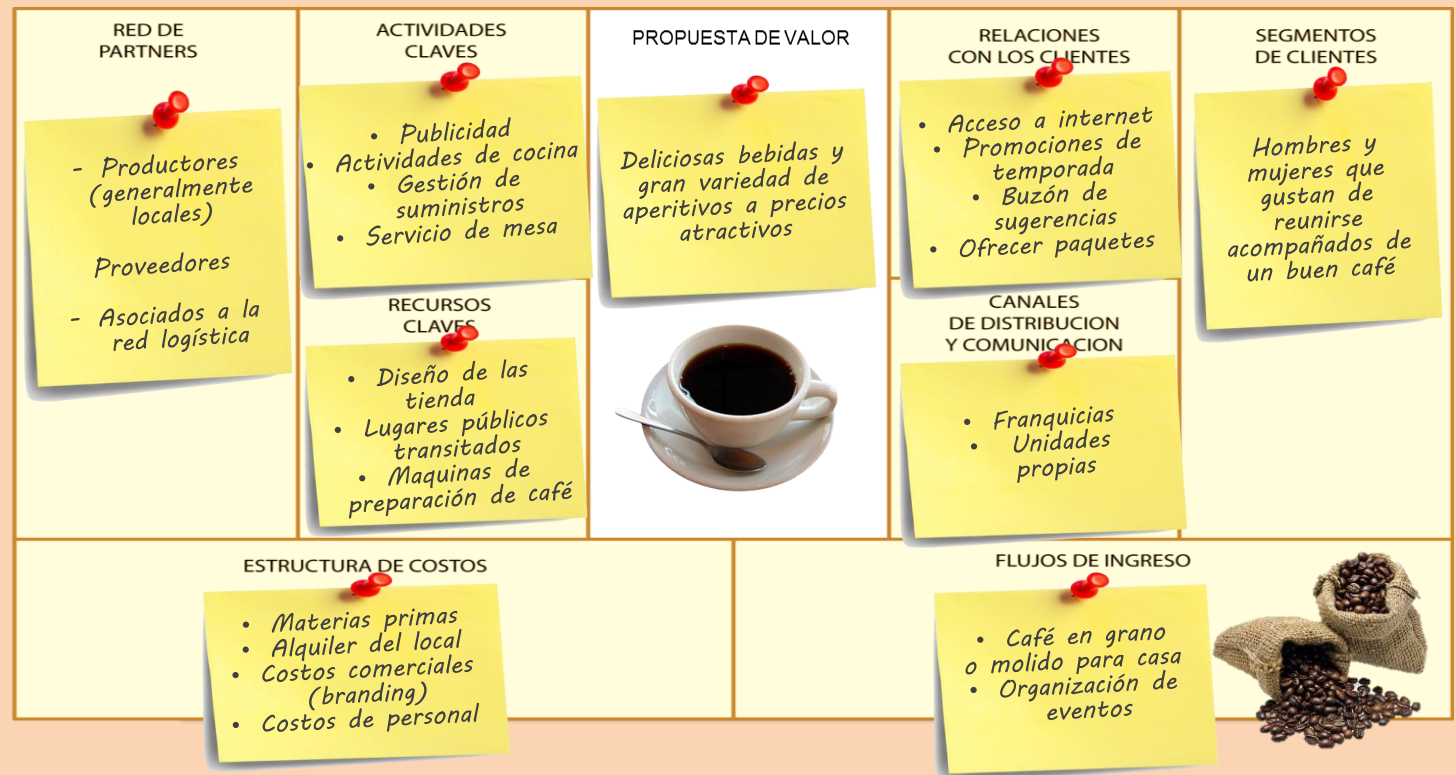 RED DE
PARTNERS
- Productores
(generalmente
locales)
Proveedores
- Asociados a la
red logística
ACTIVIDADES
CLAVES
• Publicidad
• Actividades de cocina
• Gestión de
suministros
• Servicio de mesa
RECURSOS
CLAVES
• Diseño de las
tienda
• Lugares públicos
transitados
• Maquinas de
preparación de café
PROPUESTA DE VALOR
Deliciosas bebidas y
gran variedad de
aperitivos a precios
atractivos
RELACIONES
CON LOS CLIENTES
• Acceso a internet
• Promociones de
temporada
• Buzón de
sugerencias
• Ofrecer paquetes
CANALES
DE DISTRIBUCION
Y COMUNICACION
• Franquicias
• Unidades
propias
SEGMENTOS
DE CLIENTES
Hombres y
mujeres que
gustan de
reunirse
acompañados de
un buen café
ESTRUCTURA DE COSTOS
• Materias primas
• Alquiler del local
• Costos comerciales
(branding)
• Costos de personal
FLUJOS DE INGRESO
• Café en grano
o molido para casa
• Organización de
eventos